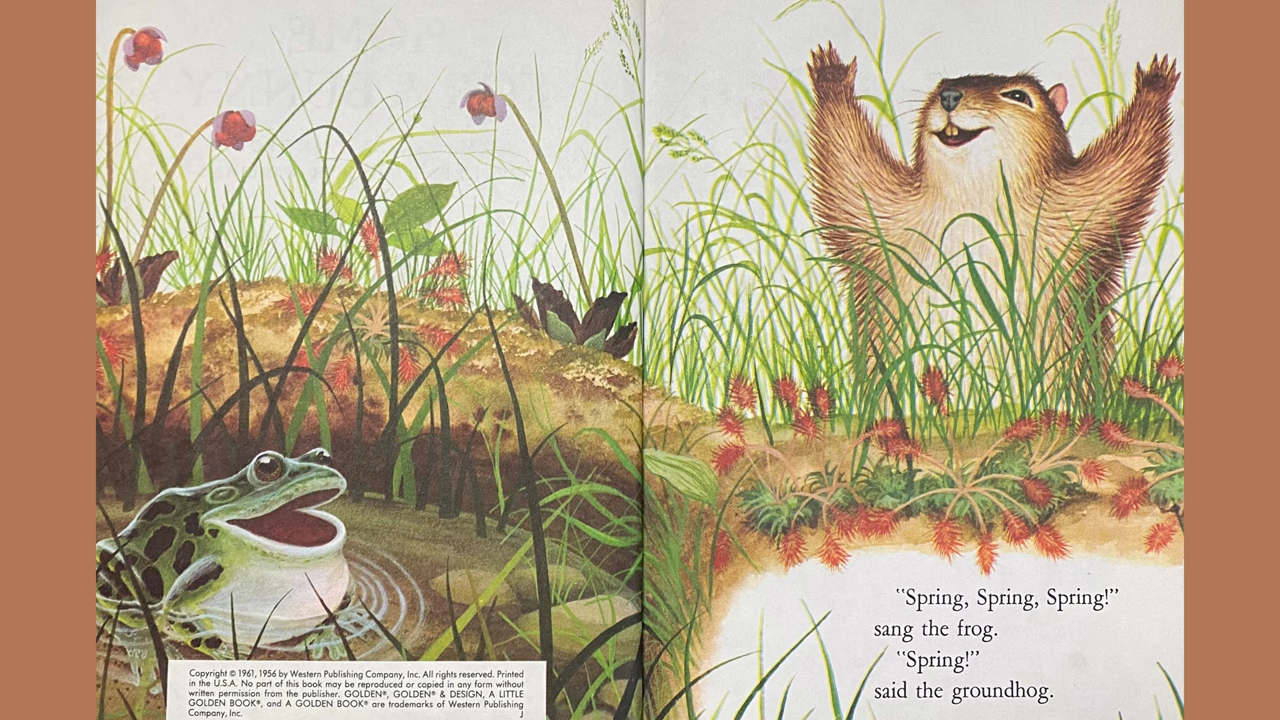 Copyright © 1961, 1956 by Western Publishing Company, Inc. All rights reserved. Printed
in the U.S.A. No part of this book may be reproduced or copied in any form without
written permission from the publisher. GOLDEN®, GOLDEN® & DESIGN, A LITTLE
GOLDEN BOOK®, and A GOLDEN BOOK® are trademarks of Western Publishing
Company, Inc. J
"Spring, Spring, Spring!"
sang the frog.
"Spring!"
said the groundhog.